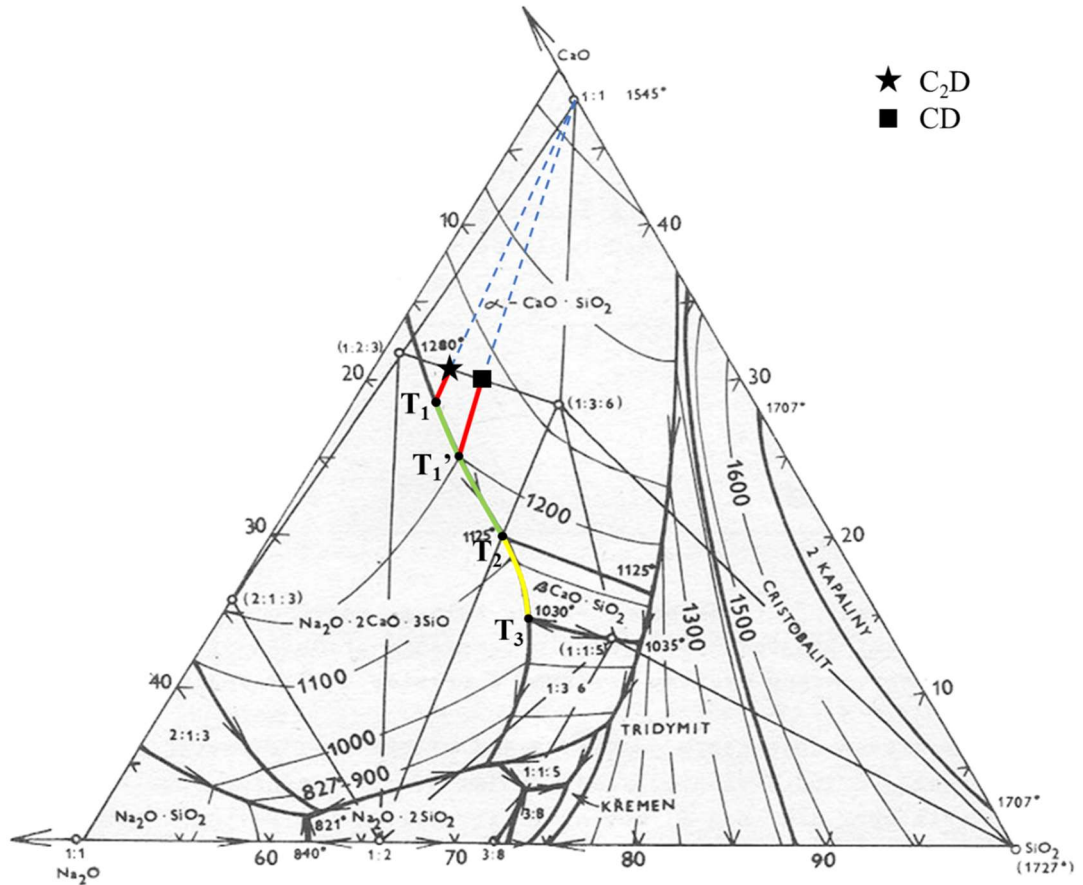 CaO
1:1 1545°
★ C₂D
■ CD
10
40
α-CaO·SiO₂
(1:2:3)
1280°
20
30
T₁
(1:3:6)
1707°
T₁’
1600
1200
30
1125°
20
T₂
2 KAPALINY
1125°
βCaO·SiO₂
CRISTOBALIT
(2:1:3)
1300
1500
Na₂O·2CaO·3SiO
T₃
1030°
(1:1:5)
1035°
1100
40
1:3 6
10
2:1:3
1000
TRIDYMIT
827°-900
1:1:5
1707°
KŘEMEN
Na₂O·SiO₂
821°
Na₂O·2SiO₂
3:8
1:1
Na₂O
60
840°
1:2
70
3:8
80
90
SiO₂
(1727°)